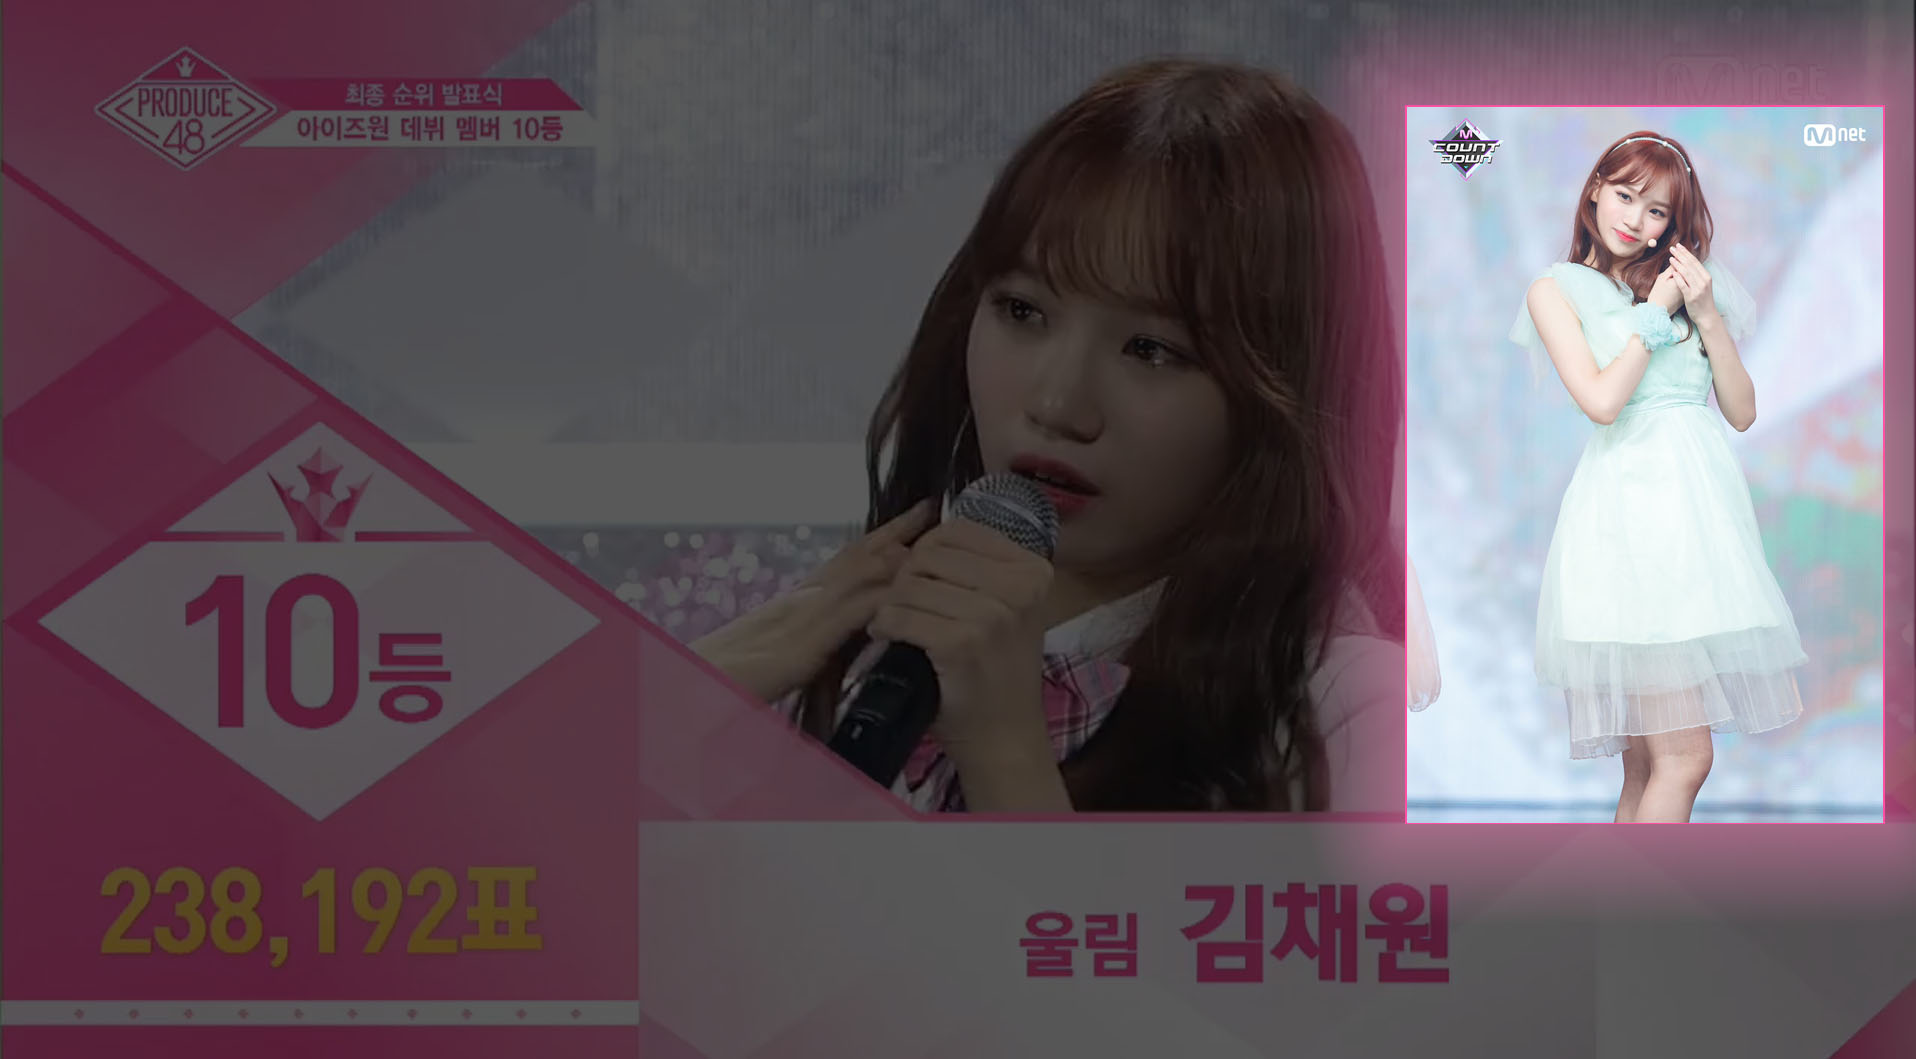 PRODUCE
48
최종 순위 발표식
아이즈원 데뷔 멤버 10등
Mnet
M
COUNT
DOWN
Mnet
10등
238,192표
울림 김채원